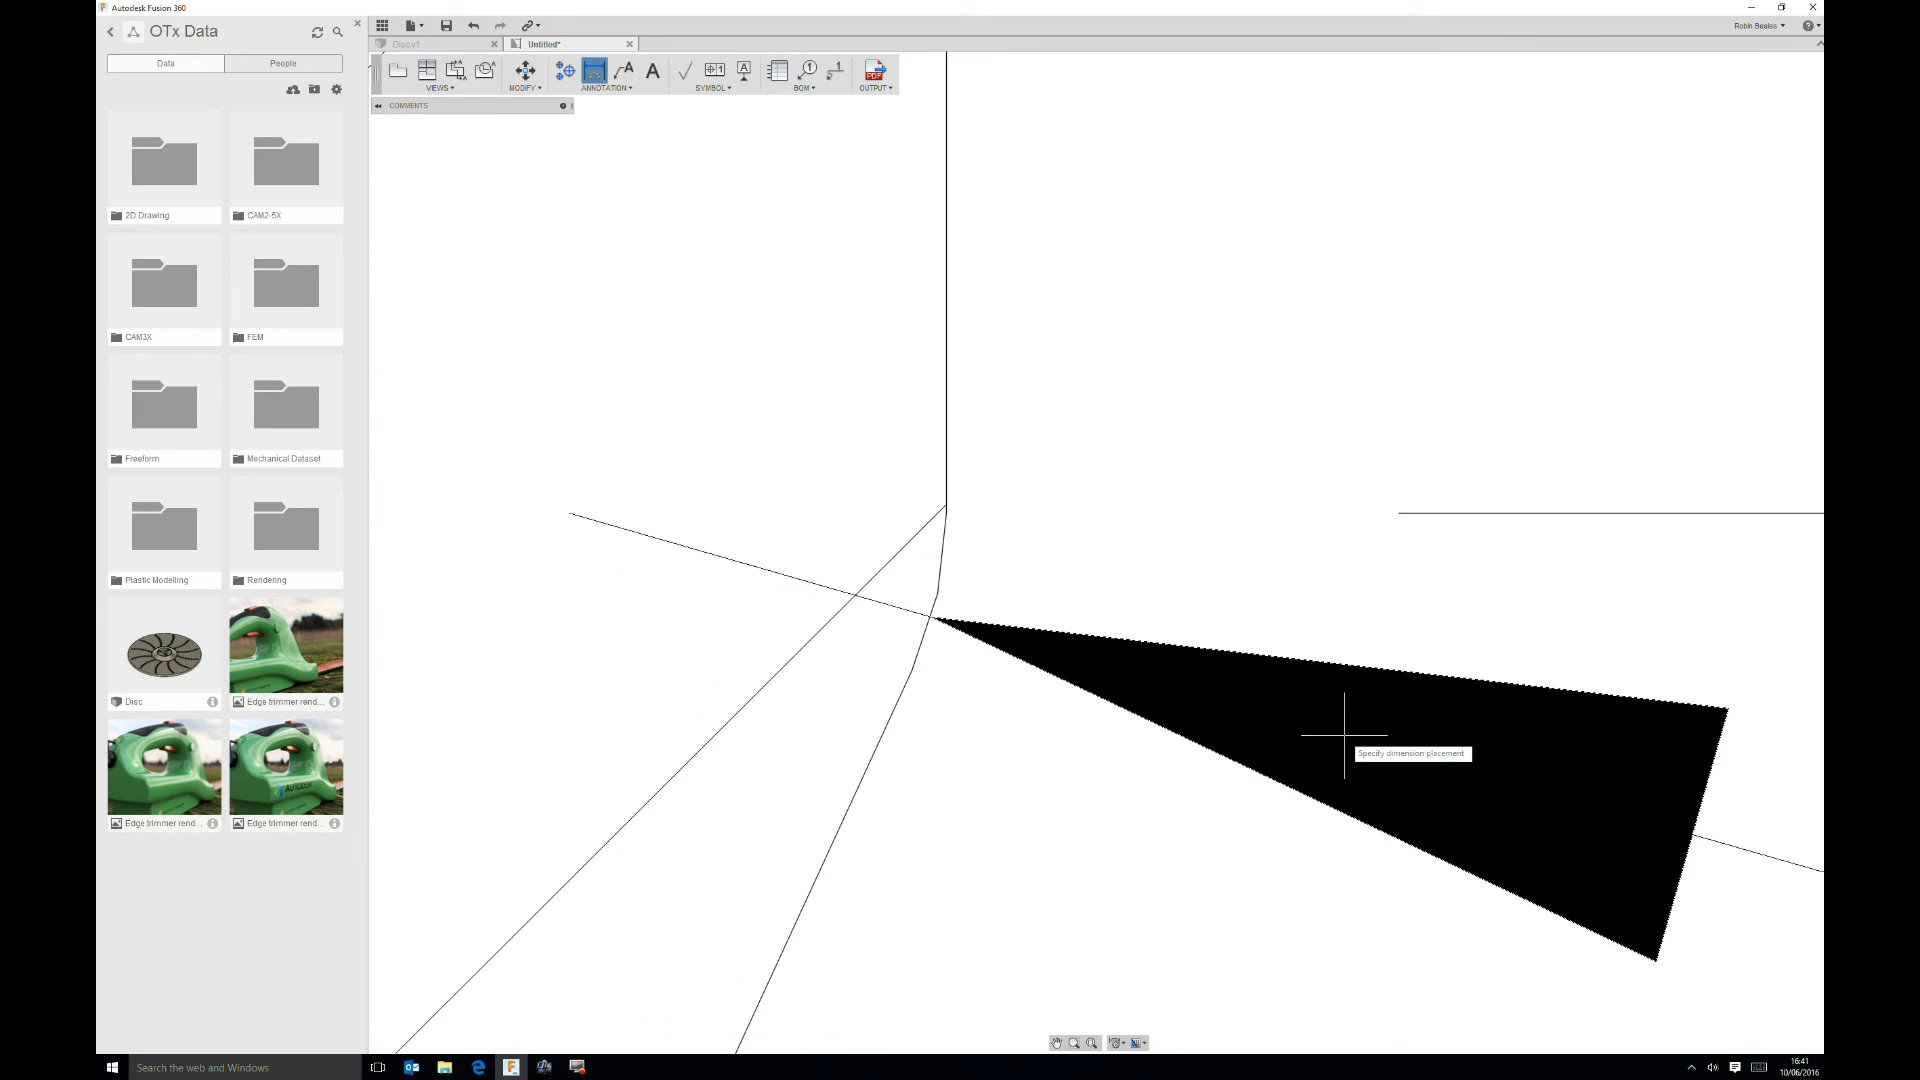 Autodesk Fusion 360
OTx Data
Data
People
2D Drawing
CAM2-5X
CAM3X
FEM
Freeform
Mechanical Dataset
Plastic Modelling
Rendering
Disc
Edge trimmer rend...
Edge trimmer rend...
Edge trimmer rend...
Robin Beales
Disc v1
Untitled*
VIEWS
MODIFY
ANNOTATION
SYMBOL
BOM
OUTPUT
PDF
COMMENTS
Specify dimension placement
Search the web and Windows
16:41
10/06/2016